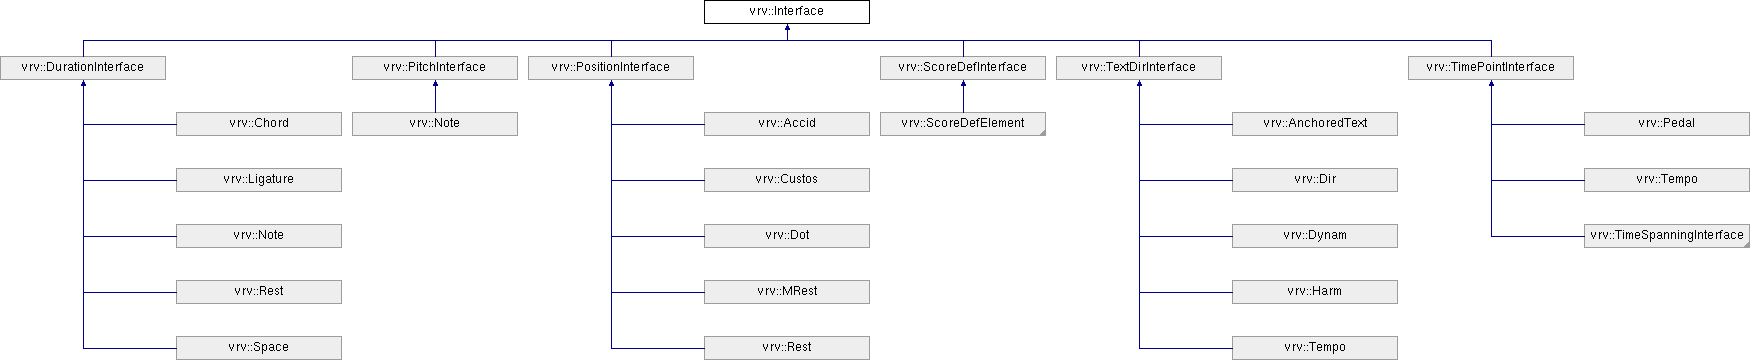 vrv::Interface
vrv::DurationInterface vrv::PitchInterface vrv::PositionInterface vrv::ScoreDefInterface vrv::TextDirInterface vrv::TimePointInterface
vrv::Chord vrv::Note vrv::Accid vrv::ScoreDefElement vrv::AnchoredText vrv::Pedal
vrv::Ligature vrv::Custos vrv::Dir vrv::Tempo
vrv::Note vrv::Dot vrv::Dynam vrv::TimeSpanningInterface
vrv::Rest vrv::MRest vrv::Harm
vrv::Space vrv::Rest vrv::Tempo